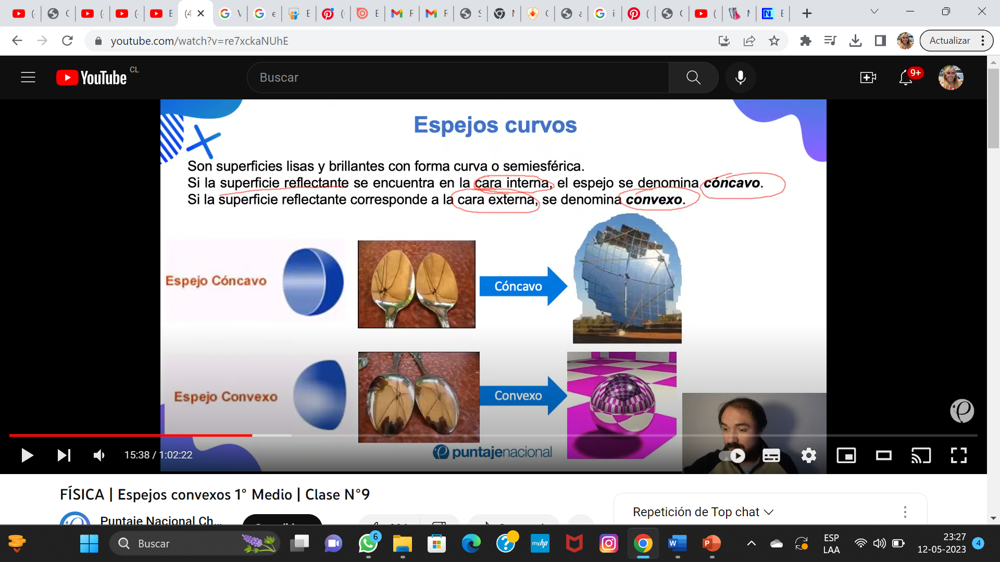 youtube.com/watch?v=re7xckaNUhE
Actualizar
YouTube CL
Buscar
9+
Espejos curvos
Son superficies lisas y brillantes con forma curva o semiesférica.
Si la superficie reflectante se encuentra en la cara interna, el espejo se denomina cóncavo.
Si la superficie reflectante corresponde a la cara externa, se denomina convexo.
Espejo Cóncavo
Cóncavo
Espejo Convexo
Convexo
puntajenacional
15:38 / 1:02:22
FÍSICA | Espejos convexos 1° Medio | Clase N°9
Puntaje Nacional Ch...
Repetición de Top chat
Buscar
6
myhp
ESP
LAA
23:27
12-05-2023
4